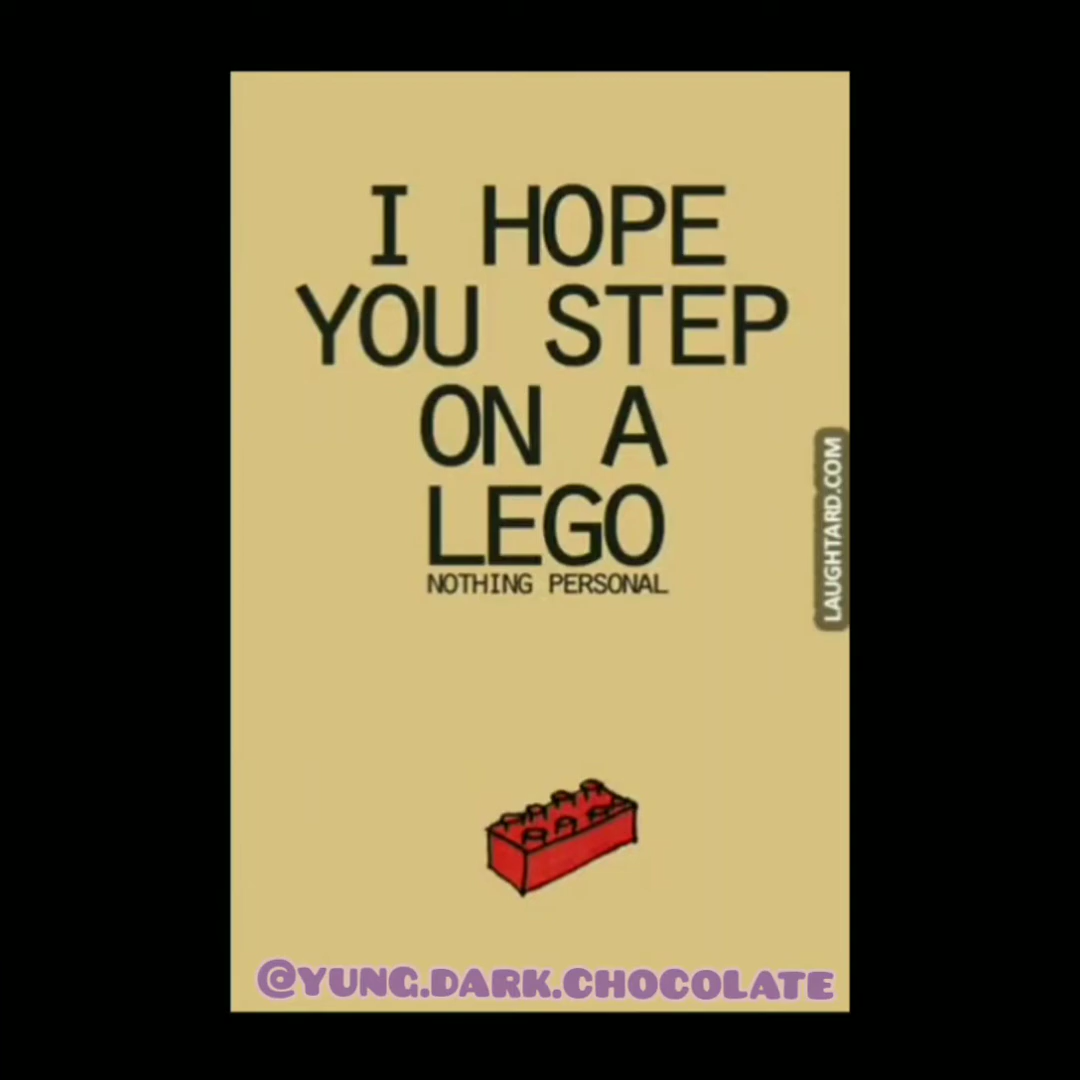 I HOPE
YOU STEP
ON A
LEGO
NOTHING PERSONAL
LAUGHTARD.COM
@YUNG.DARK.CHOCOLATE